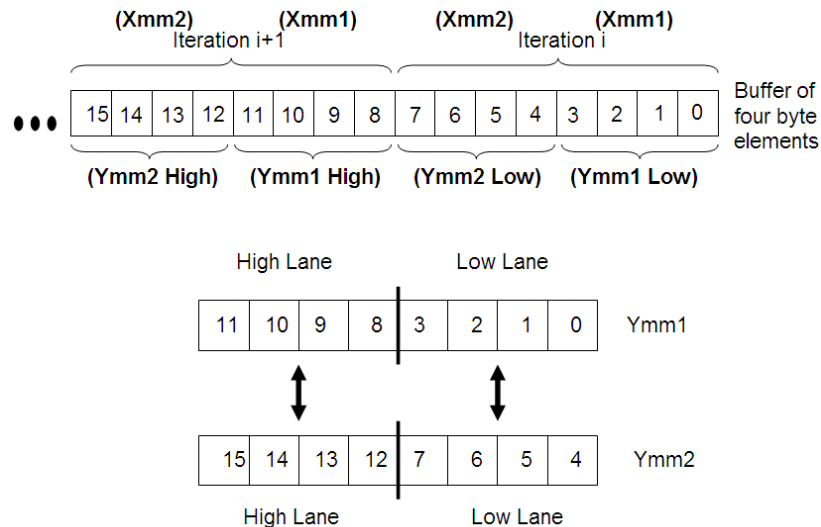 (Xmm2) (Xmm1) (Xmm2) (Xmm1)
Iteration i+1 Iteration i
15 14 13 12 11 10 9 8 7 6 5 4 3 2 1 0
Buffer of
four byte
elements
(Ymm2 High) (Ymm1 High) (Ymm2 Low) (Ymm1 Low)
High Lane Low Lane
11 10 9 8 3 2 1 0 Ymm1
15 14 13 12 7 6 5 4 Ymm2
High Lane Low Lane